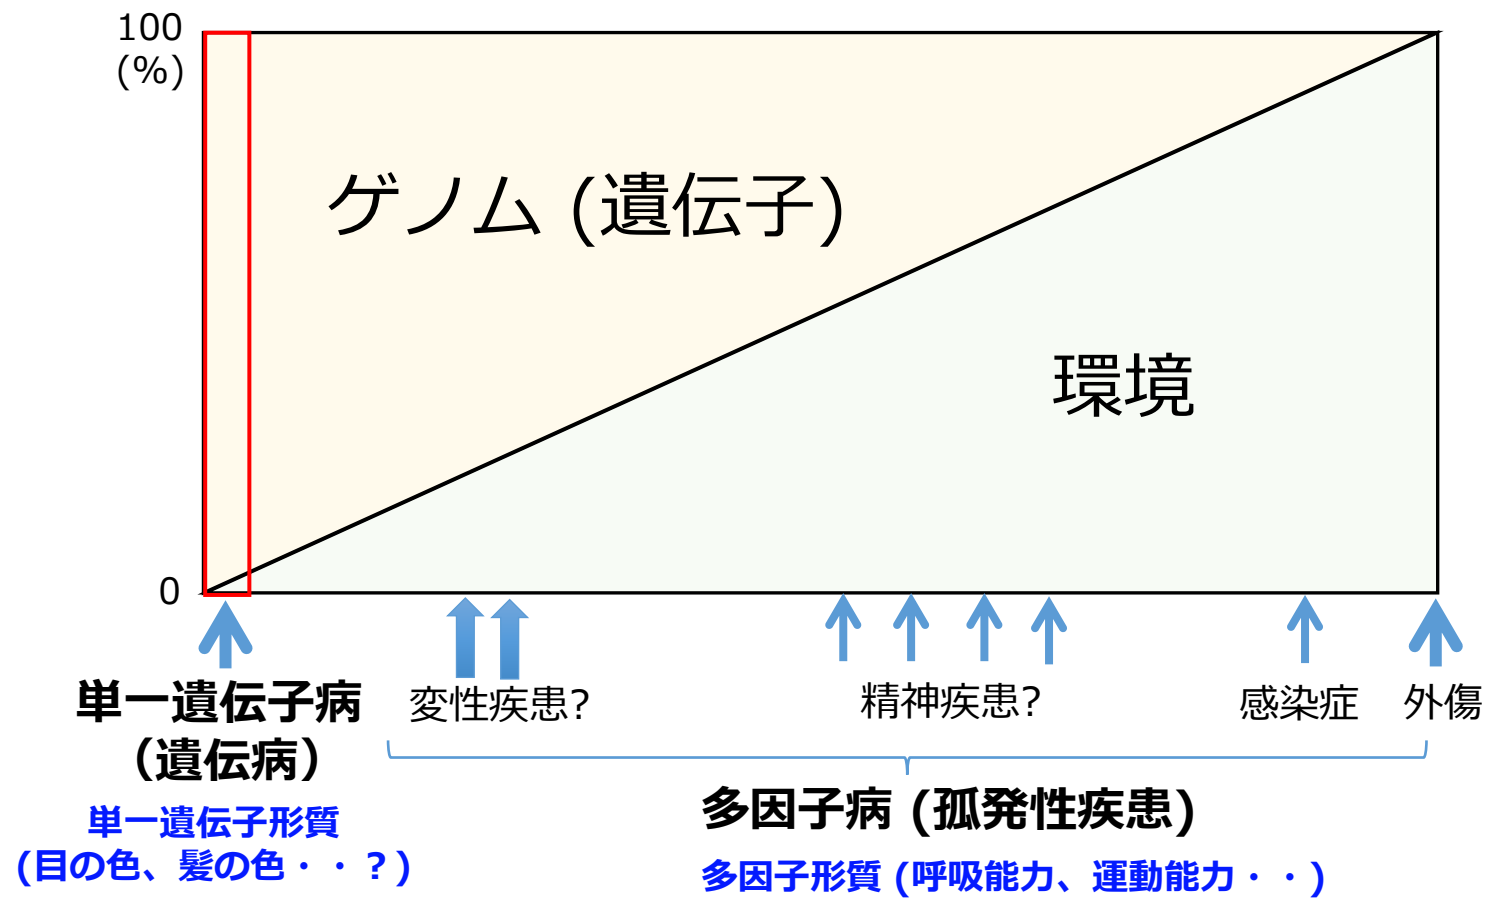 100
(%)
ゲノム (遺伝子)
環境
0
単一遺伝子病
（遺伝病）
変性疾患?
精神疾患?
感染症
外傷
単一遺伝子形質
(目の色、髪の色・・？)
多因子病 (孤発性疾患)
多因子形質 (呼吸能力、運動能力・・)